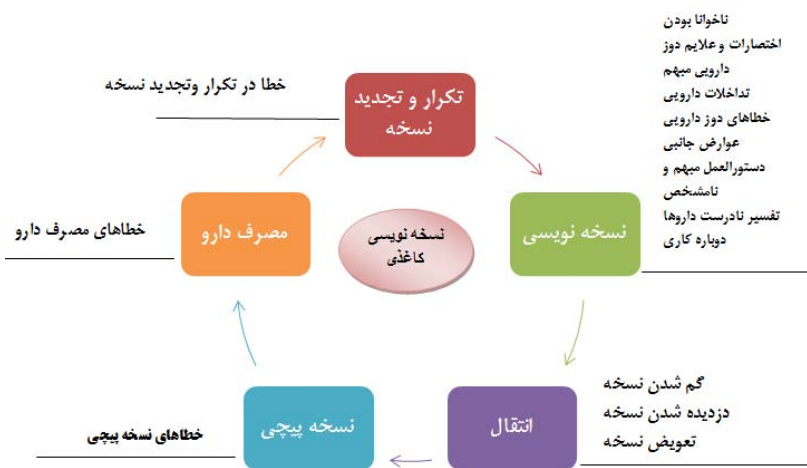 ناخوانا بودن
اختصارات و علایم دوز
دارویی مبهم
تداخلات دارویی
خطاهای دوز دارویی
عوارض جانبی
دستورالعمل مبهم و
نامشخص
تفسیر نادرست داروها
دوباره کاری
خطا در تکرار وتجدید نسخه
تکرار و تجدید
نسخه
نسخه نویسی
نسخه نویسی
کاغذی
مصرف دارو
خطاهای مصرف دارو
گم شدن نسخه
دزدیده شدن نسخه
تعویض نسخه
انتقال
نسخه پیچی
خطاهای نسخه پیچی